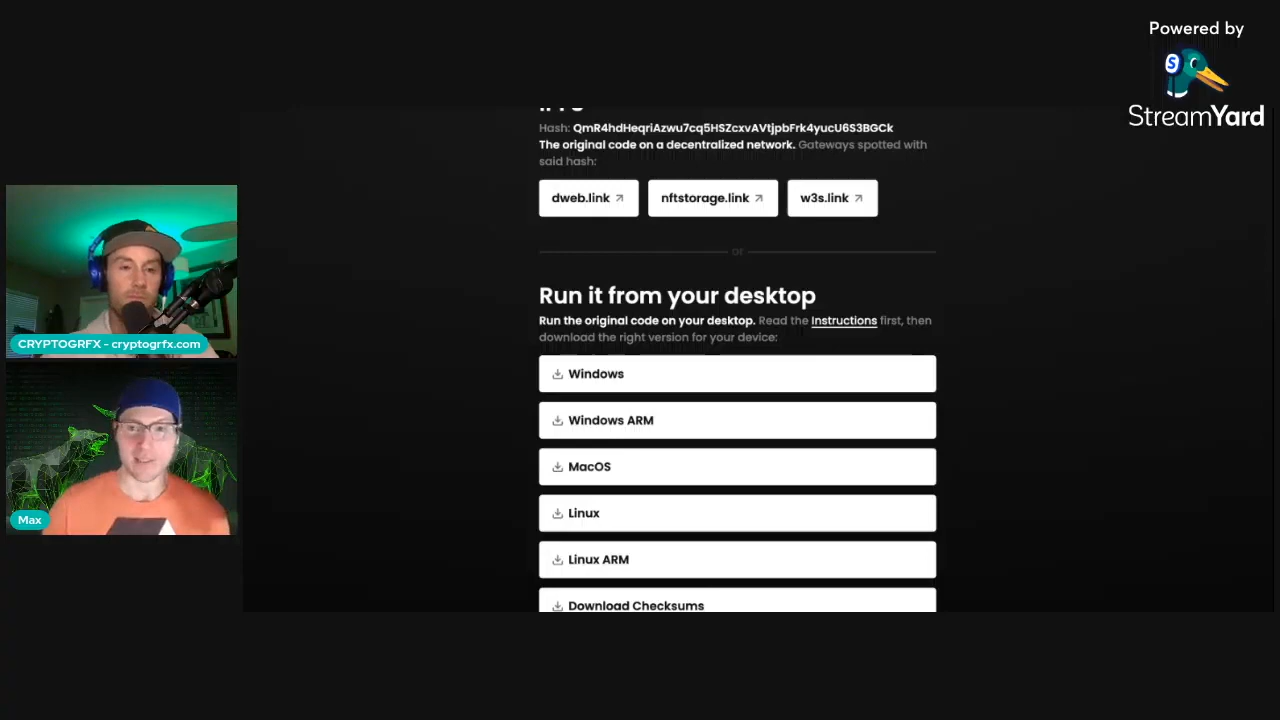 Powered by
StreamYard
Hash: QmR4hdHeqriAzwu7cq5HSZcxvAVtjpbFrk4yucU6S3BGCk
The original code on a decentralized network. Gateways spotted with
said hash:
dweb.link
nftstorage.link
w3s.link
or
Run it from your desktop
Run the original code on your desktop. Read the Instructions first, then
download the right version for your device:
Windows
Windows ARM
MacOS
Linux
Linux ARM
Download Checksums
CRYPTOGRFX - cryptogrfx.com
Max